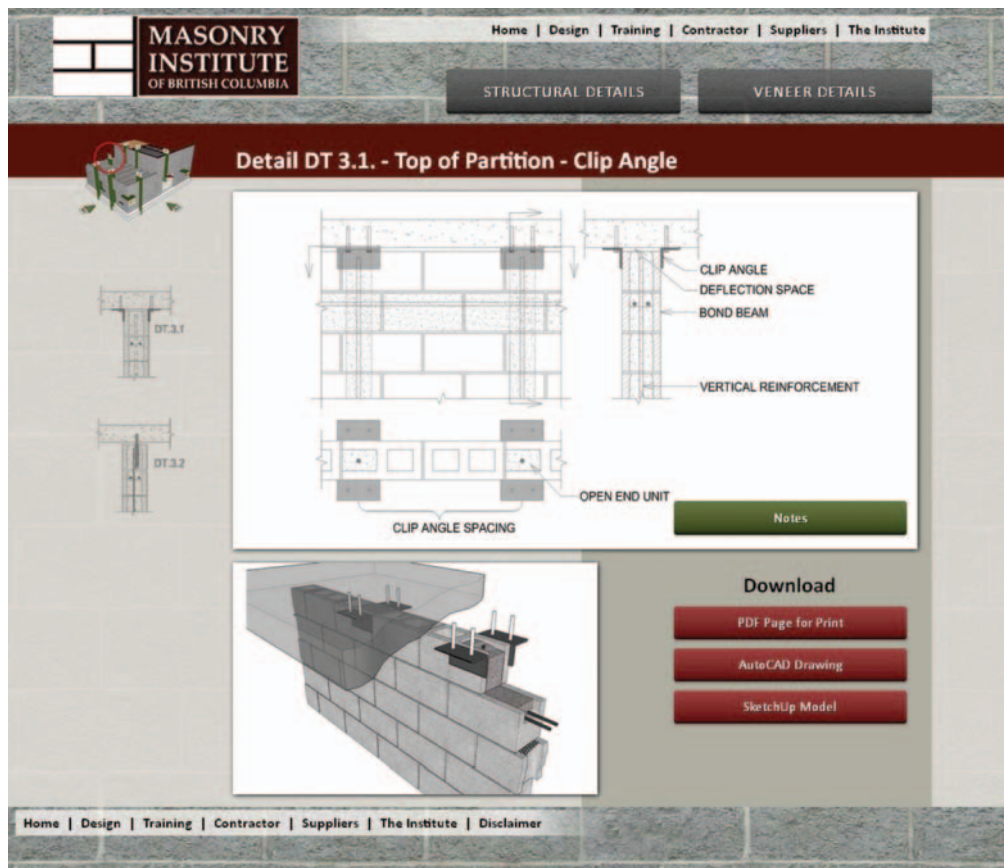 MASONRY
INSTITUTE
OF BRITISH COLUMBIA
Home | Design | Training | Contractor | Suppliers | The Institute
STRUCTURAL DETAILS
VENEER DETAILS
Detail DT 3.1. - Top of Partition - Clip Angle
DT.3.1
DT.3.2
CLIP ANGLE
DEFLECTION SPACE
BOND BEAM
VERTICAL REINFORCEMENT
OPEN END UNIT
CLIP ANGLE SPACING
Notes
Download
PDF Page for Print
AutoCAD Drawing
SketchUp Model
Home | Design | Training | Contractor | Suppliers | The Institute | Disclaimer